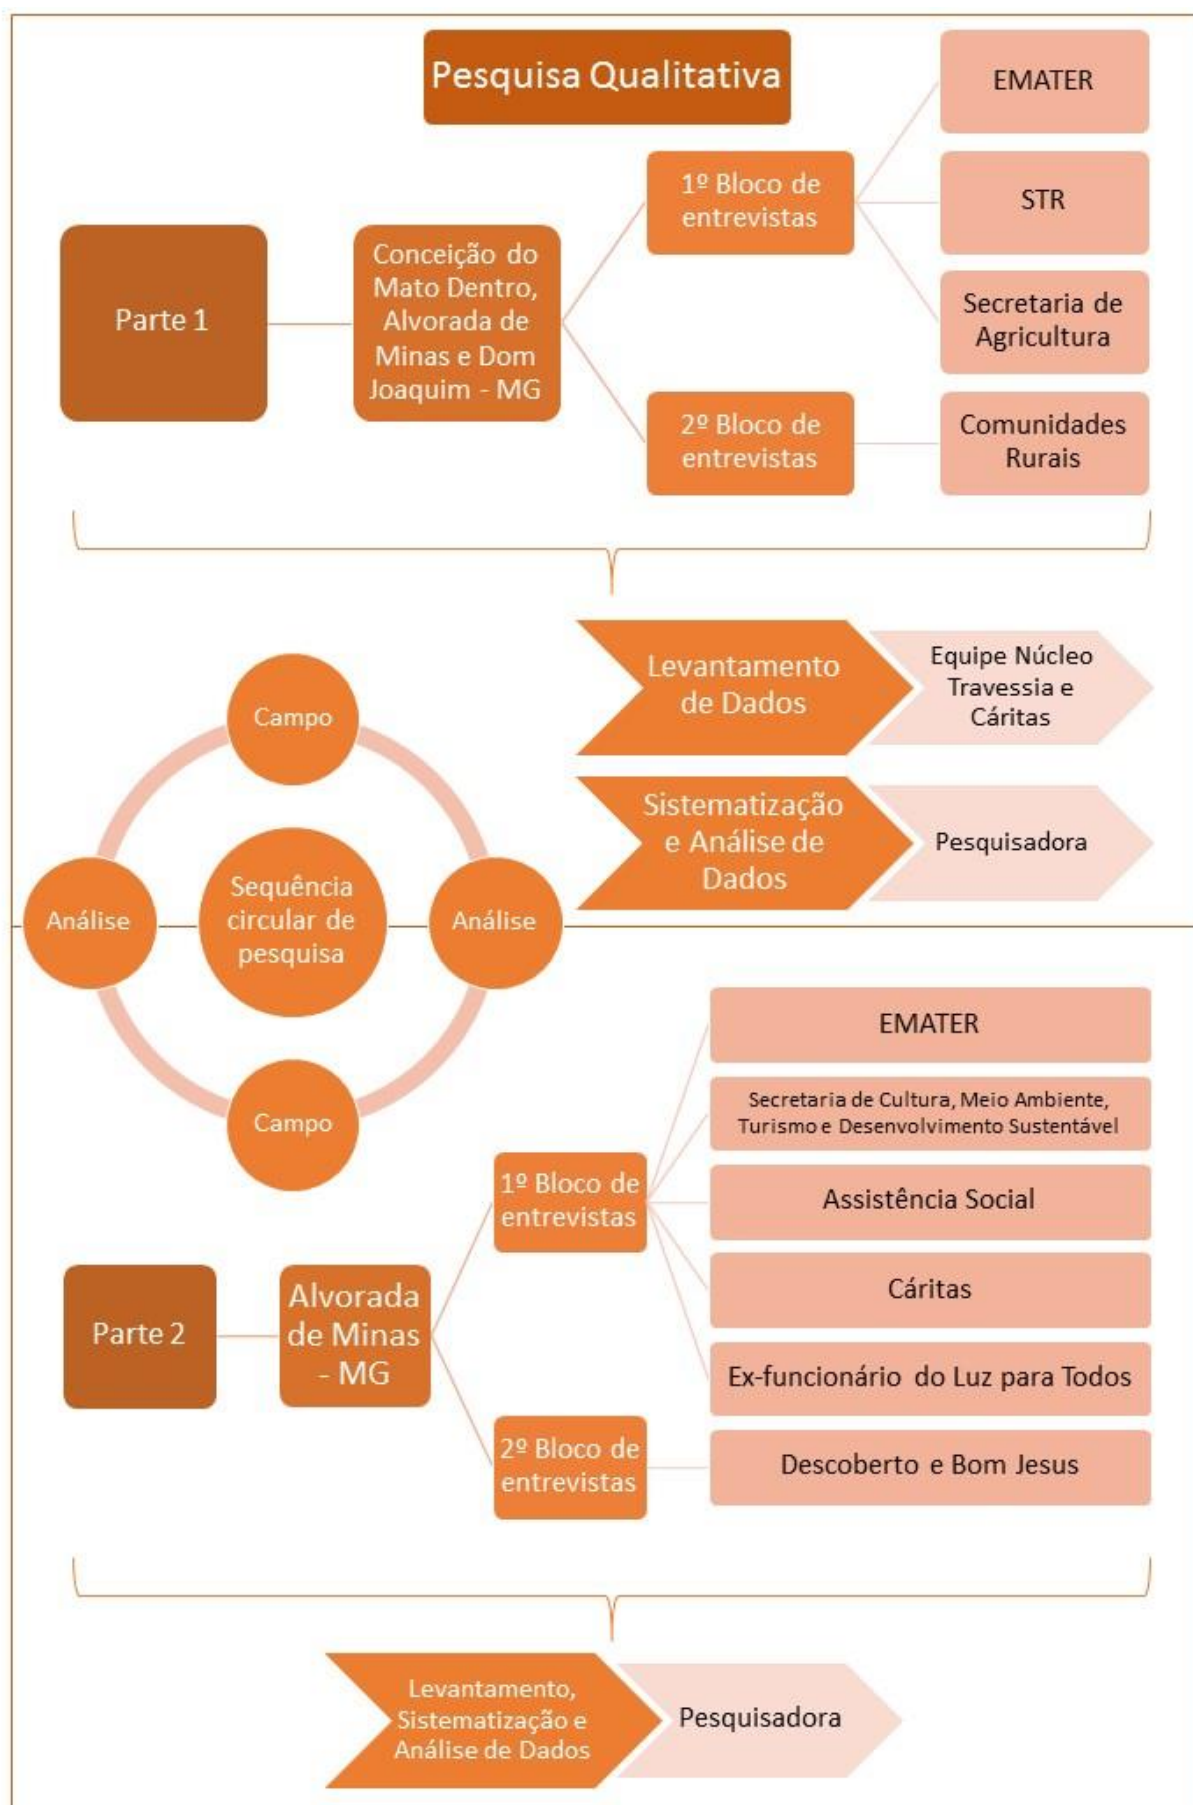 Pesquisa Qualitativa
EMATER
1º Bloco de
entrevistas
STR
Parte 1
Conceição do
Mato Dentro,
Alvorada de
Minas e Dom
Joaquim - MG
Secretaria de
Agricultura
2º Bloco de
entrevistas
Comunidades
Rurais
Levantamento
de Dados
Equipe Núcleo
Travessia e
Cáritas
Sistematização
e Análise de
Dados
Pesquisadora
Campo
Análise
Sequência
circular de
pesquisa
Análise
Campo
EMATER
Secretaria de Cultura, Meio Ambiente,
Turismo e Desenvolvimento Sustentável
1º Bloco de
entrevistas
Assistência Social
Cáritas
Parte 2
Alvorada
de Minas
- MG
Ex-funcionário do Luz para Todos
2º Bloco de
entrevistas
Descoberto e Bom Jesus
Levantamento,
Sistematização e
Análise de Dados
Pesquisadora